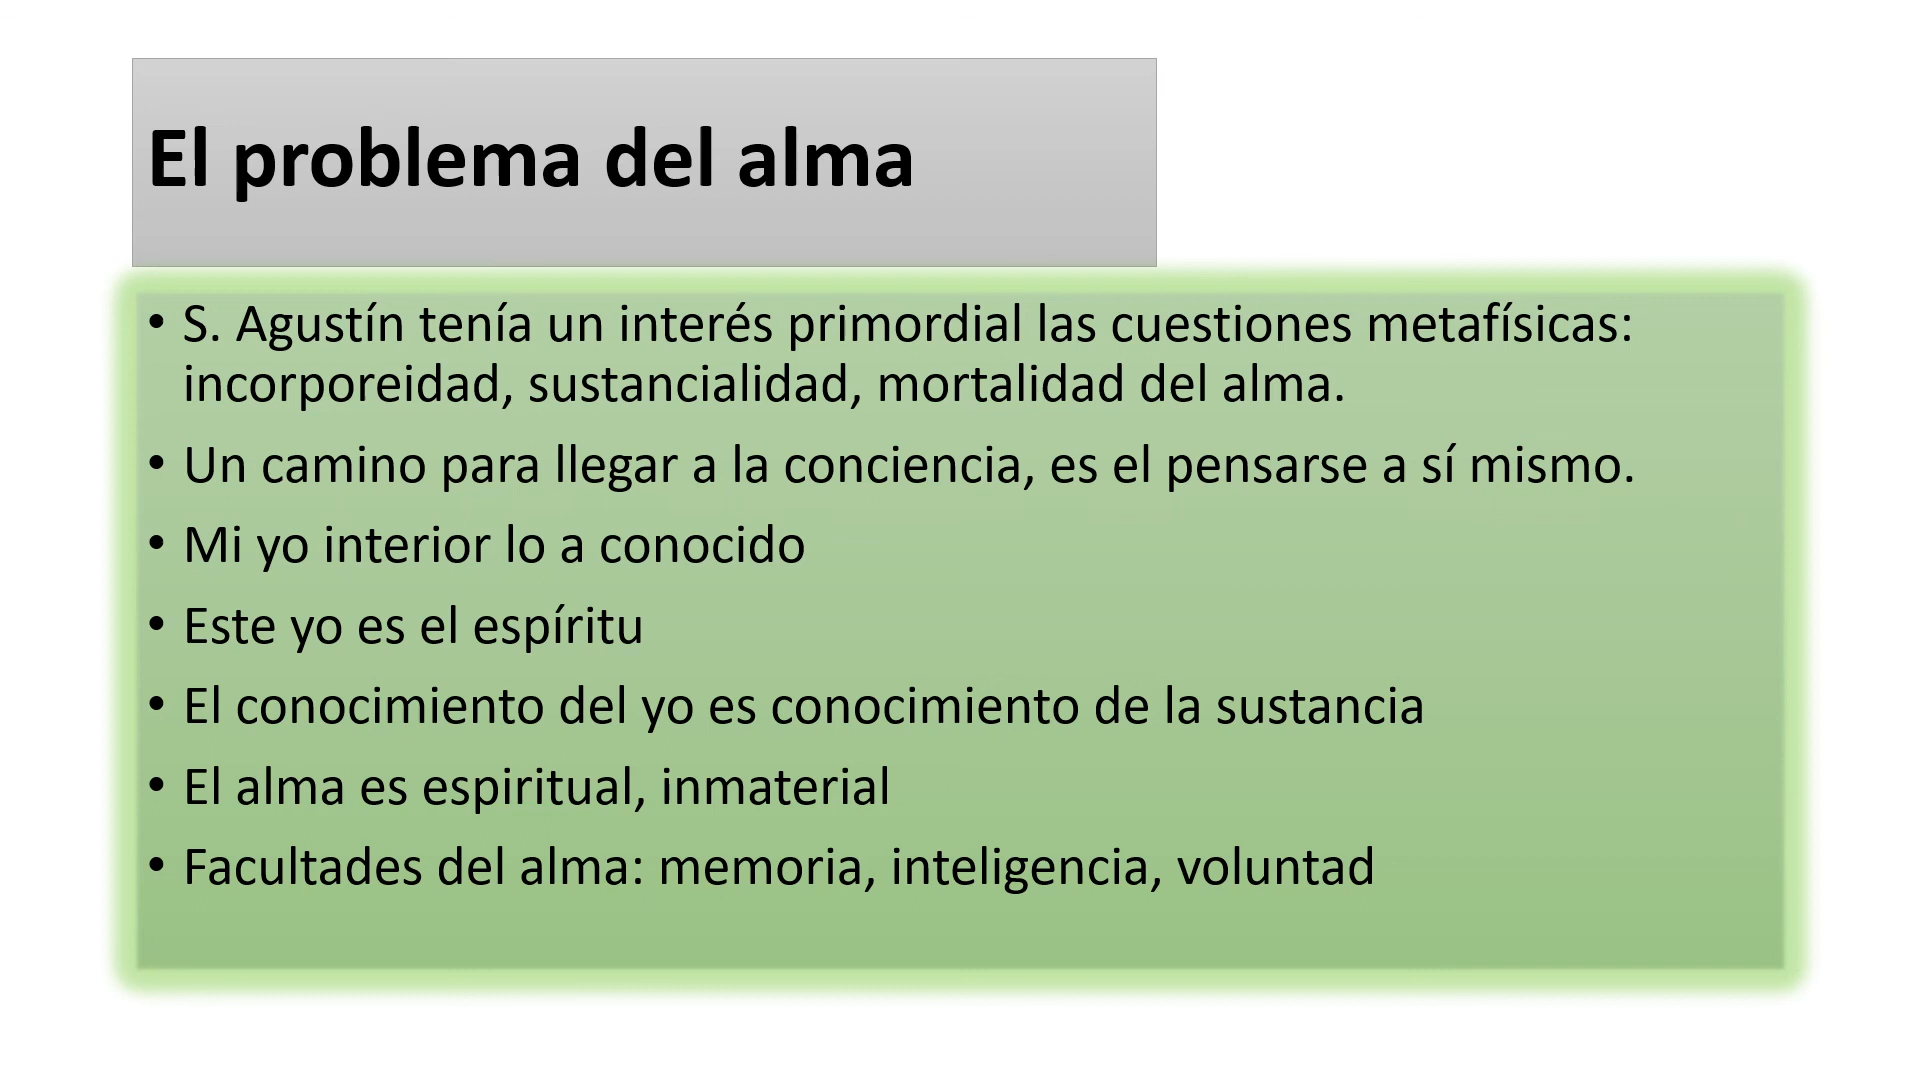 El problema del alma
• S. Agustín tenía un interés primordial las cuestiones metafísicas:
incorporeidad, sustancialidad, mortalidad del alma.
• Un camino para llegar a la conciencia, es el pensarse a sí mismo.
• Mi yo interior lo a conocido
• Este yo es el espíritu
• El conocimiento del yo es conocimiento de la sustancia
• El alma es espiritual, inmaterial
• Facultades del alma: memoria, inteligencia, voluntad